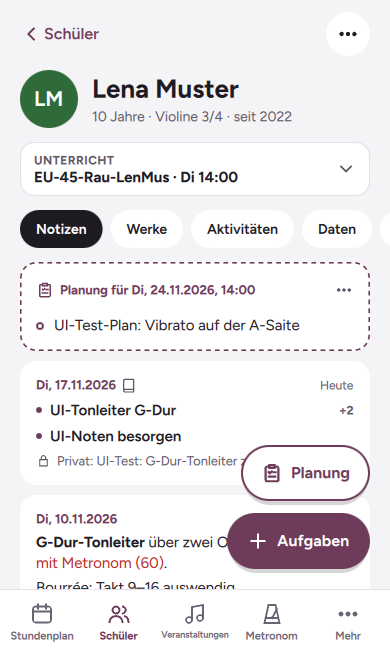 Schüler
LM
Lena Muster
10 Jahre · Violine 3/4 · seit 2022
UNTERRICHT
EU-45-Rau-LenMus · Di 14:00
Notizen
Werke
Aktivitäten
Daten
Planung für Di, 24.11.2026, 14:00
UI-Test-Plan: Vibrato auf der A-Saite
Di, 17.11.2026
Heute
UI-Tonleiter G-Dur
+2
UI-Noten besorgen
Privat: UI-Test: G-Dur-Tonleiter
Planung
Di, 10.11.2026
G-Dur-Tonleiter über zwei O
mit Metronom (60).
Aufgaben
Bourrée: Takt 9–16 auswendig
Stundenplan
Schüler
Veranstaltungen
Metronom
Mehr